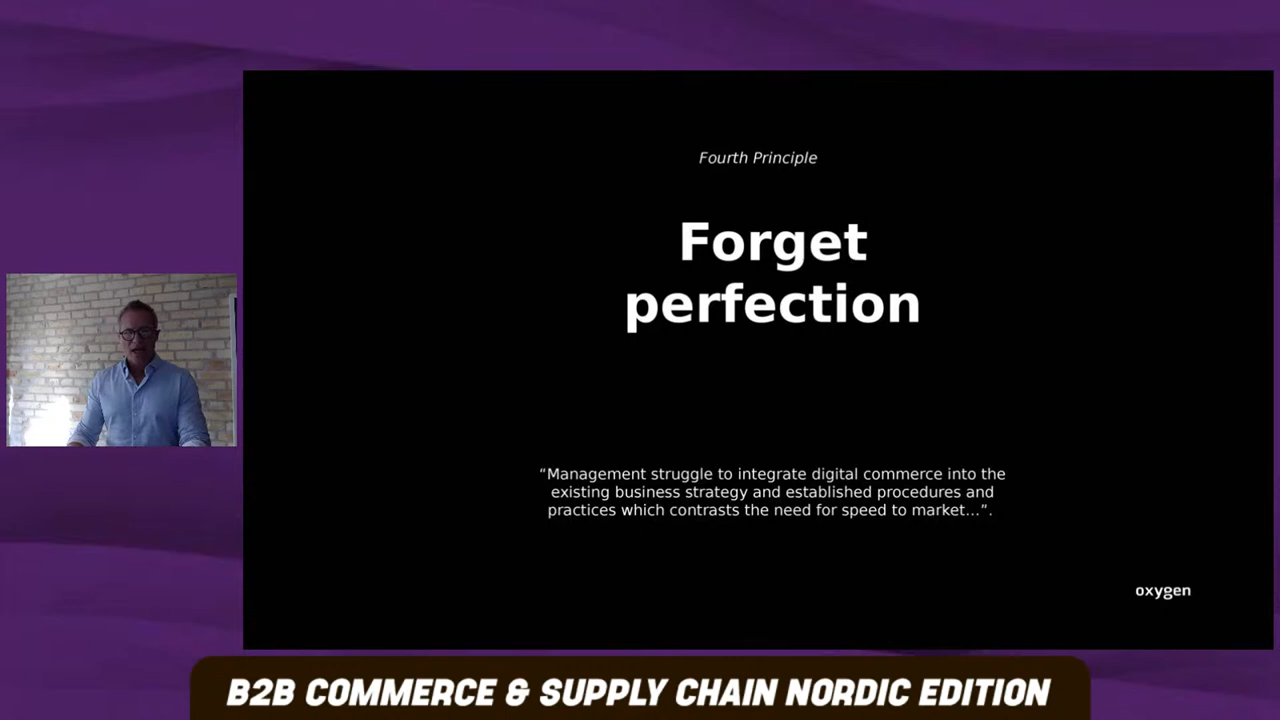 Fourth Principle
Forget
perfection
“Management struggle to integrate digital commerce into the
existing business strategy and established procedures and
practices which contrasts the need for speed to market...”.
oxygen
B2B COMMERCE & SUPPLY CHAIN NORDIC EDITION